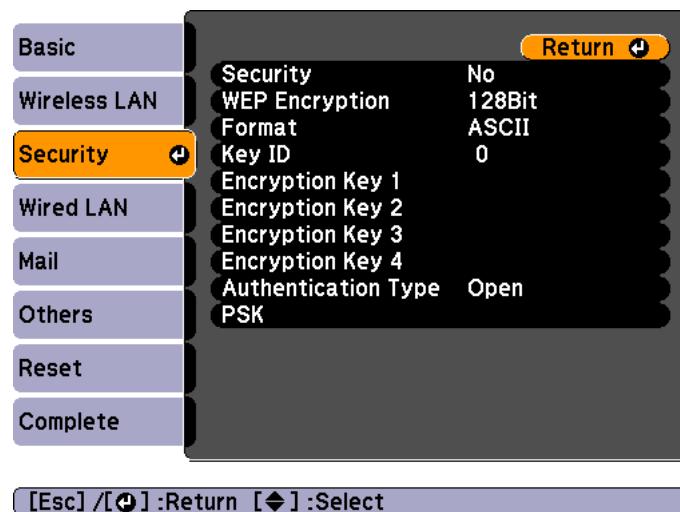 Basic
Wireless LAN
Security
Wired LAN
Mail
Others
Reset
Complete
Return
Security No
WEP Encryption 128Bit
Format ASCII
Key ID 0
Encryption Key 1
Encryption Key 2
Encryption Key 3
Encryption Key 4
Authentication Type Open
PSK
[Esc] /[⏎] :Return [◆] :Select